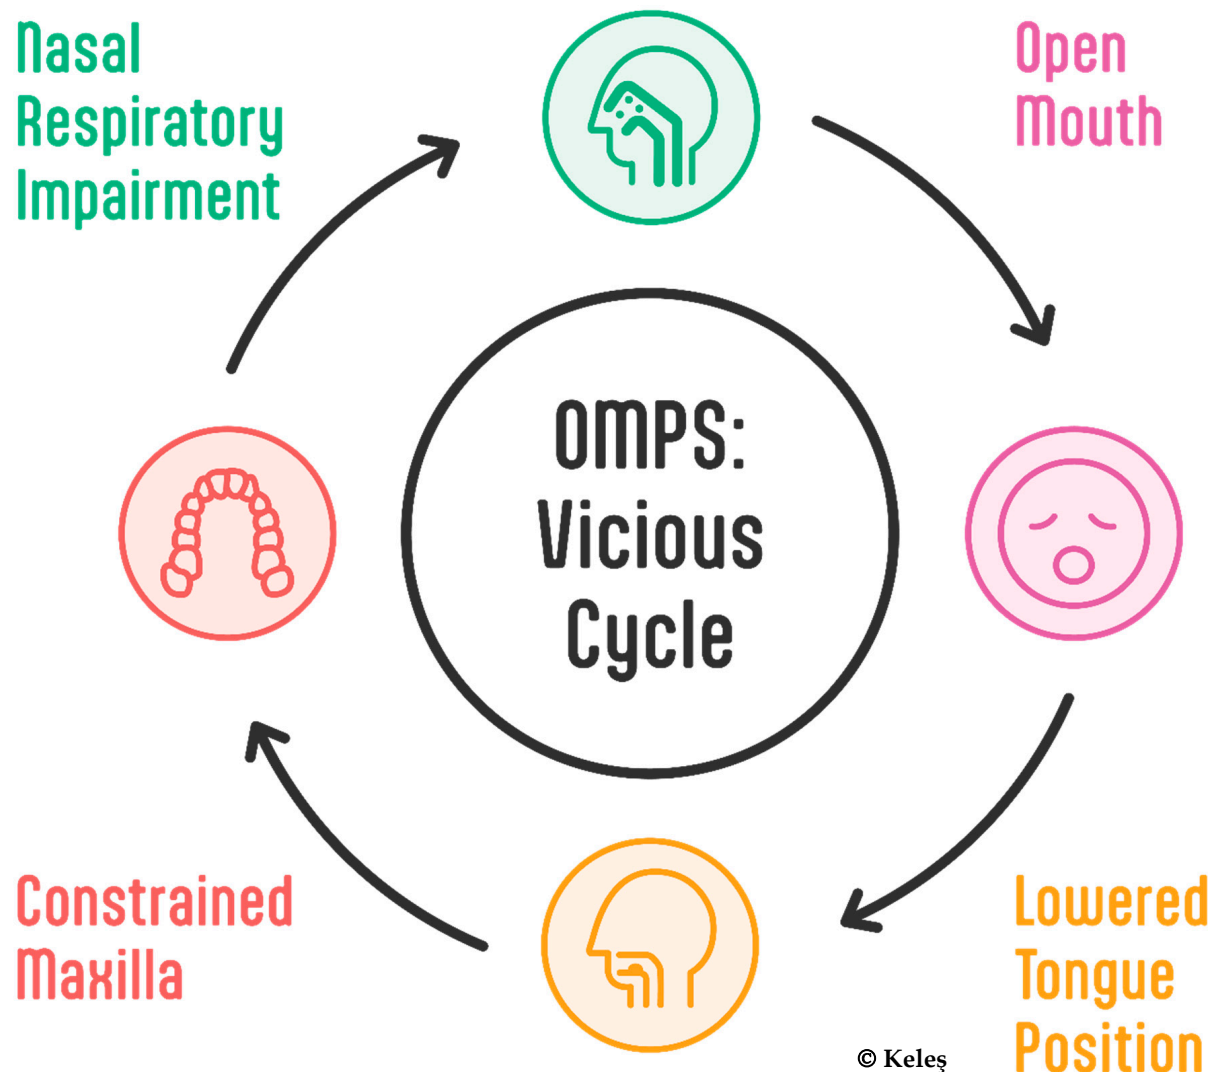 Nasal
Respiratory
Impairment
Open
Mouth
OMPS:
Vicious
Cycle
Constrained
Maxilla
Lowered
Tongue
Position
© Keleş